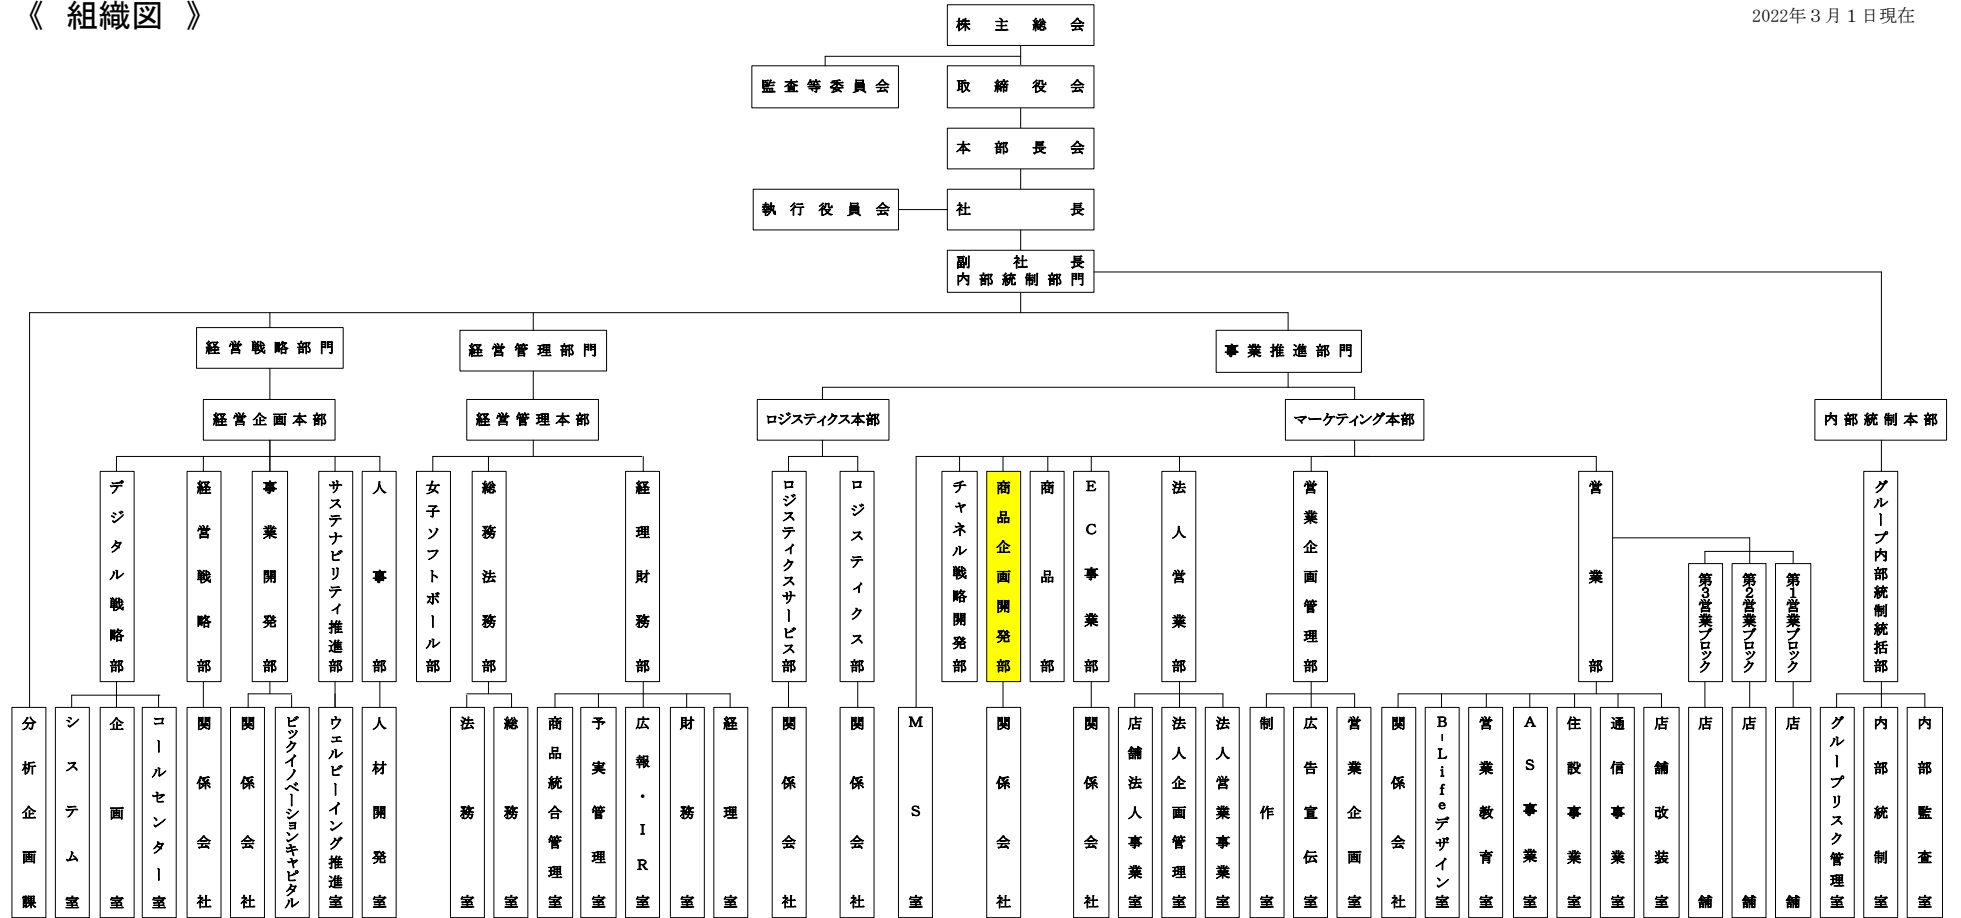 《 組織図 》
2022年３月１日現在
株主総会
監査等委員会
取締役会
本部長会
執行役員会
社長
副社長
内部統制部門
経営戦略部門
経営管理部門
事業推進部門
経営企画本部
経営管理本部
ロジスティクス本部
マーケティング本部
内部統制本部
デジタル戦略部
経営戦略部
事業開発部
サステナビリティ推進部
人事部
女子ソフトボール部
総務法務部
経理財務部
ロジスティクスサービス部
ロジスティクス部
チャネル戦略開発部
商品企画開発部
商品部
ＥＣ事業部
法人営業部
営業企画管理部
営業部
第3営業ブロック
第2営業ブロック
第1営業ブロック
グループ内部統制統括部
分析企画課
システム室
企画室
コールセンター室
関係会社
関係会社
ビックイノベーションキャピタル
ウェルビーイング推進室
人材開発室
法務室
総務室
商品統合管理室
予実管理室
広報・ＩＲ室
財務室
経理室
関係会社
関係会社
ＭＳ室
関係会社
関係会社
店舗法人事業室
法人企画管理室
法人営業事業室
制作室
広告宣伝室
営業企画室
関係会社
B-Lifeデザイン室
営業教育室
ＡＳ事業室
住設事業室
通信事業室
店舗改装室
店舗
店舗
店舗
グループリスク管理室
内部統制室
内部監査室